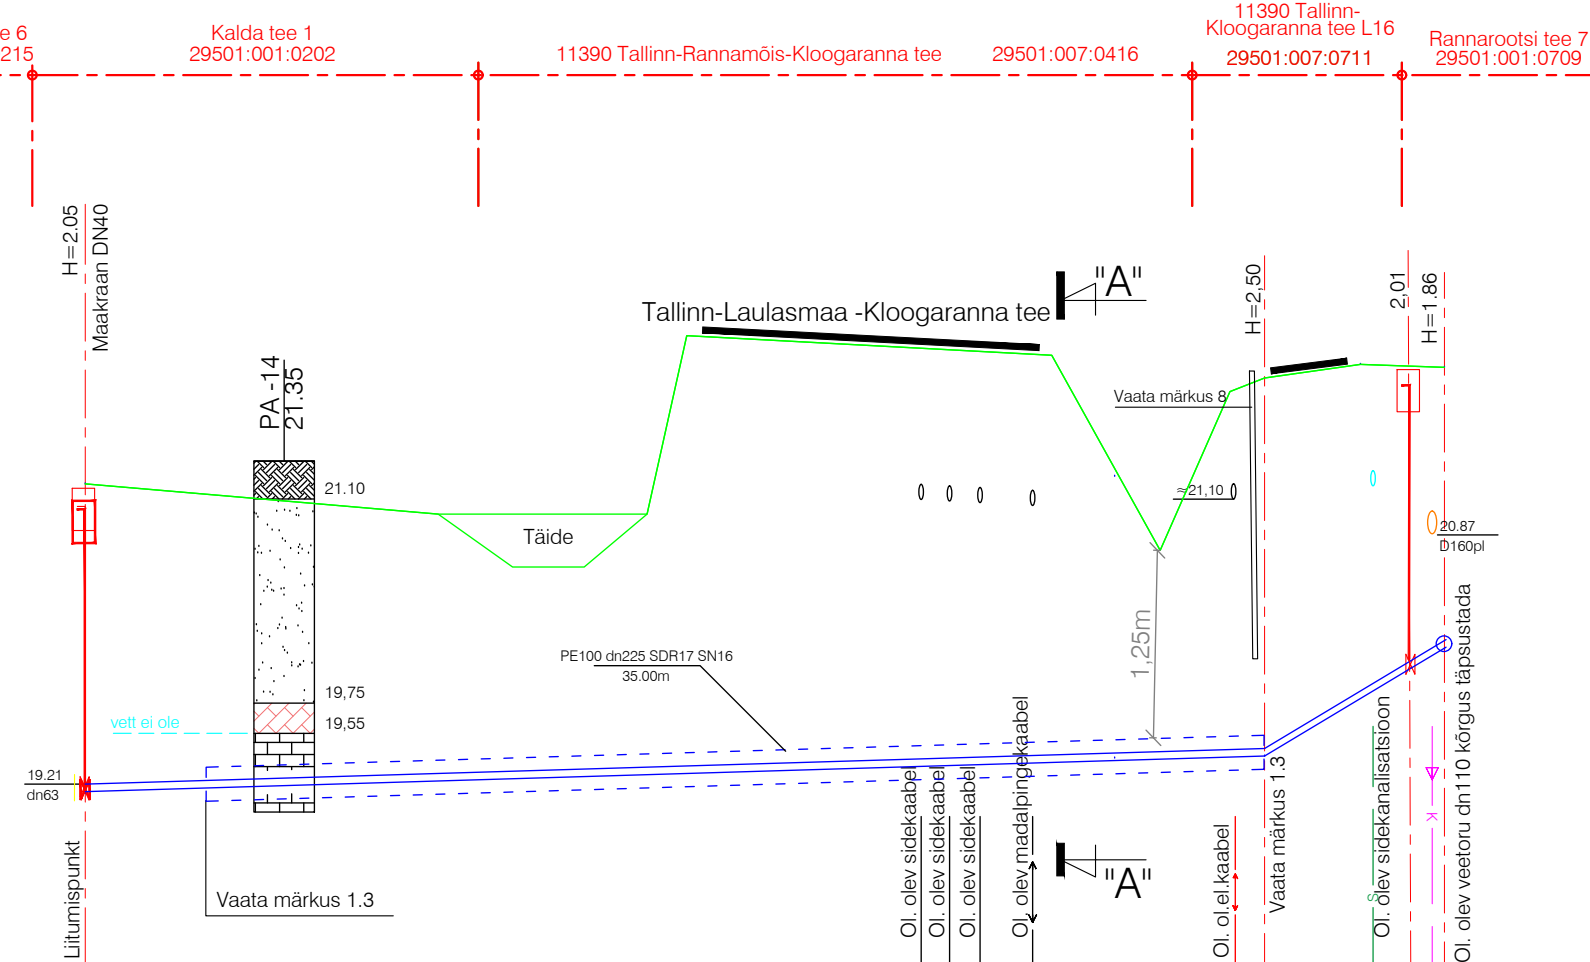 e 6
215
Kalda tee 1
29501:001:0202
11390 Tallinn-Rannamõis-Kloogaranna tee
29501:007:0416
11390 Tallinn-
Kloogaranna tee L16
29501:007:0711
Rannarootsi tee 7
29501:001:0709
H=2.05
Maakraan DN40
PA -14
21.35
Tallinn-Laulasmaa -Kloogaranna tee
"A"
H=2,50
2,01
H=1.86
Vaata märkus 8
21.10
≈21,10
Täide
20.87
D160pl
PE100 dn225 SDR17 SN16
35.00m
1,25m
19,75
19,55
vett ei ole
19.21
dn63
Vaata märkus 1.3
Liitumispunkt
Ol. olev sidekaabel
Ol. olev sidekaabel
Ol. olev sidekaabel
Ol. olev madalpingekaabel
"A"
Ol. ol.el.kaabel
Vaata märkus 1.3
S
Ol. olev sidekanalisatsioon
K
Ol. olev veetoru dn110 kõrgus täpsustada